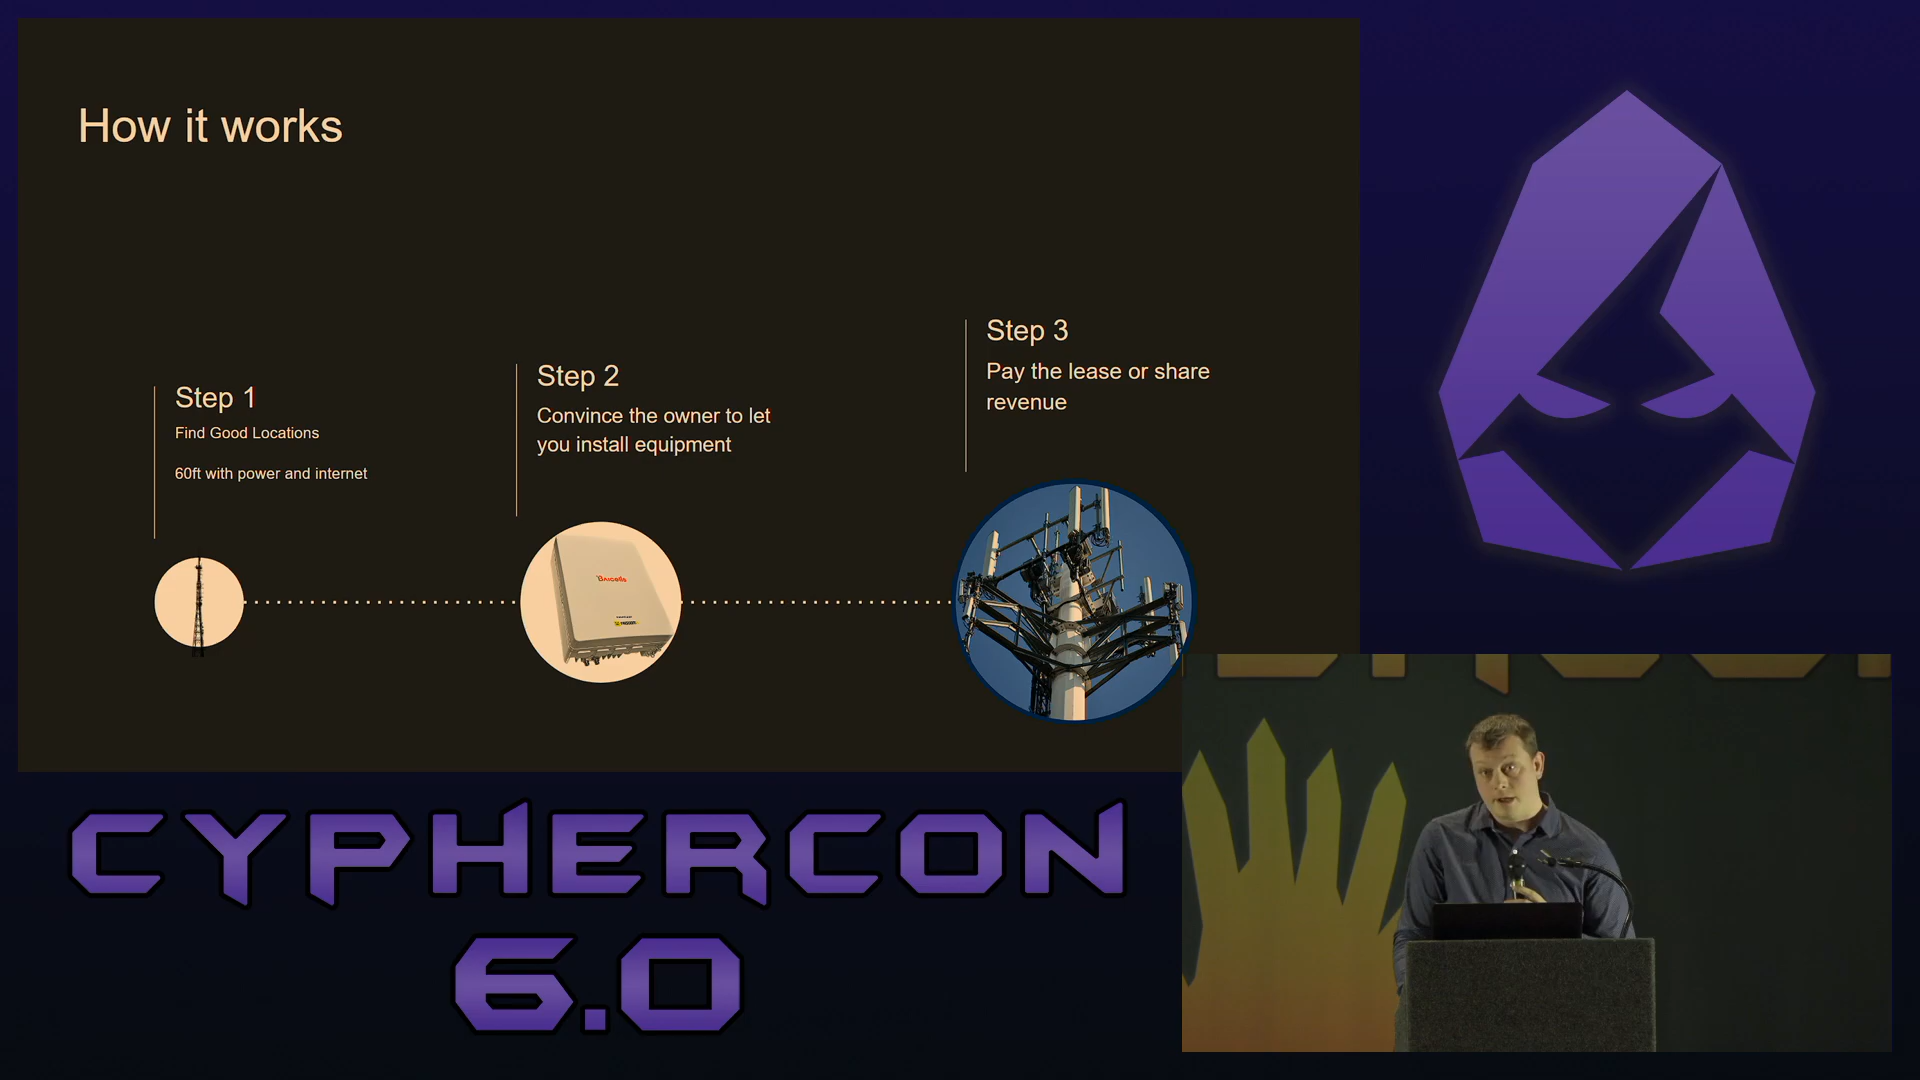 How it works
Step 1
Find Good Locations
60ft with power and internet
Step 2
Convince the owner to let
you install equipment
Step 3
Pay the lease or share
revenue
BAIcells
CYPHERCON
6.0